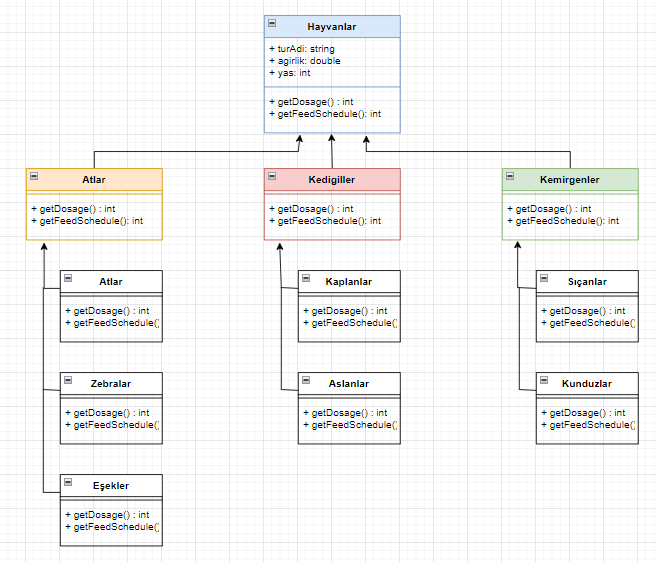 Hayvanlar
+ turAdi: string
+ agirlik: double
+ yas: int
+ getDosage() : int
+ getFeedSchedule(): int
Atlar
+ getDosage() : int
+ getFeedSchedule(): int
Kedigiller
+ getDosage() : int
+ getFeedSchedule(): int
Kemirgenler
+ getDosage() : int
+ getFeedSchedule(): int
Atlar
+ getDosage() : int
+ getFeedSchedule()
Kaplanlar
+ getDosage() : int
+ getFeedSchedule()
Sıçanlar
+ getDosage() : int
+ getFeedSchedule()
Zebralar
+ getDosage() : int
+ getFeedSchedule()
Aslanlar
+ getDosage() : int
+ getFeedSchedule()
Kunduzlar
+ getDosage() : int
+ getFeedSchedule()
Eşekler
+ getDosage() : int
+ getFeedSchedule()